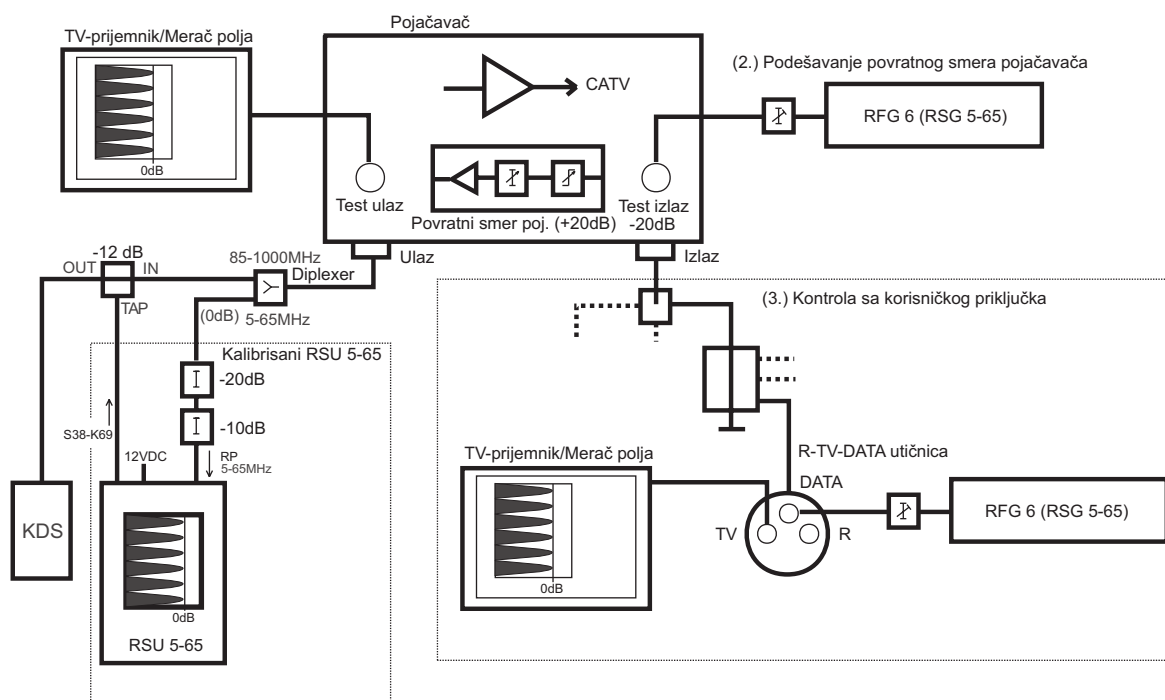 Pojačavač
TV-prijemnik/Merač polja
0dB
CATV
Test ulaz
Povratni smer poj. (+20dB)
Test izlaz
-20dB
(2.) Podešavanje povratnog smera pojačavača
RFG 6 (RSG 5-65)
Ulaz
Izlaz
-12 dB
OUT
IN
TAP
85-1000MHz
Diplexer
(0dB)
5-65MHz
Kalibrisani RSU 5-65
-20dB
-10dB
S38-K69
12VDC
RP
5-65MHz
KDS
0dB
RSU 5-65
(3.) Kontrola sa korisničkog priključka
R-TV-DATA utičnica
TV-prijemnik/Merač polja
0dB
DATA
TV
R
RFG 6 (RSG 5-65)